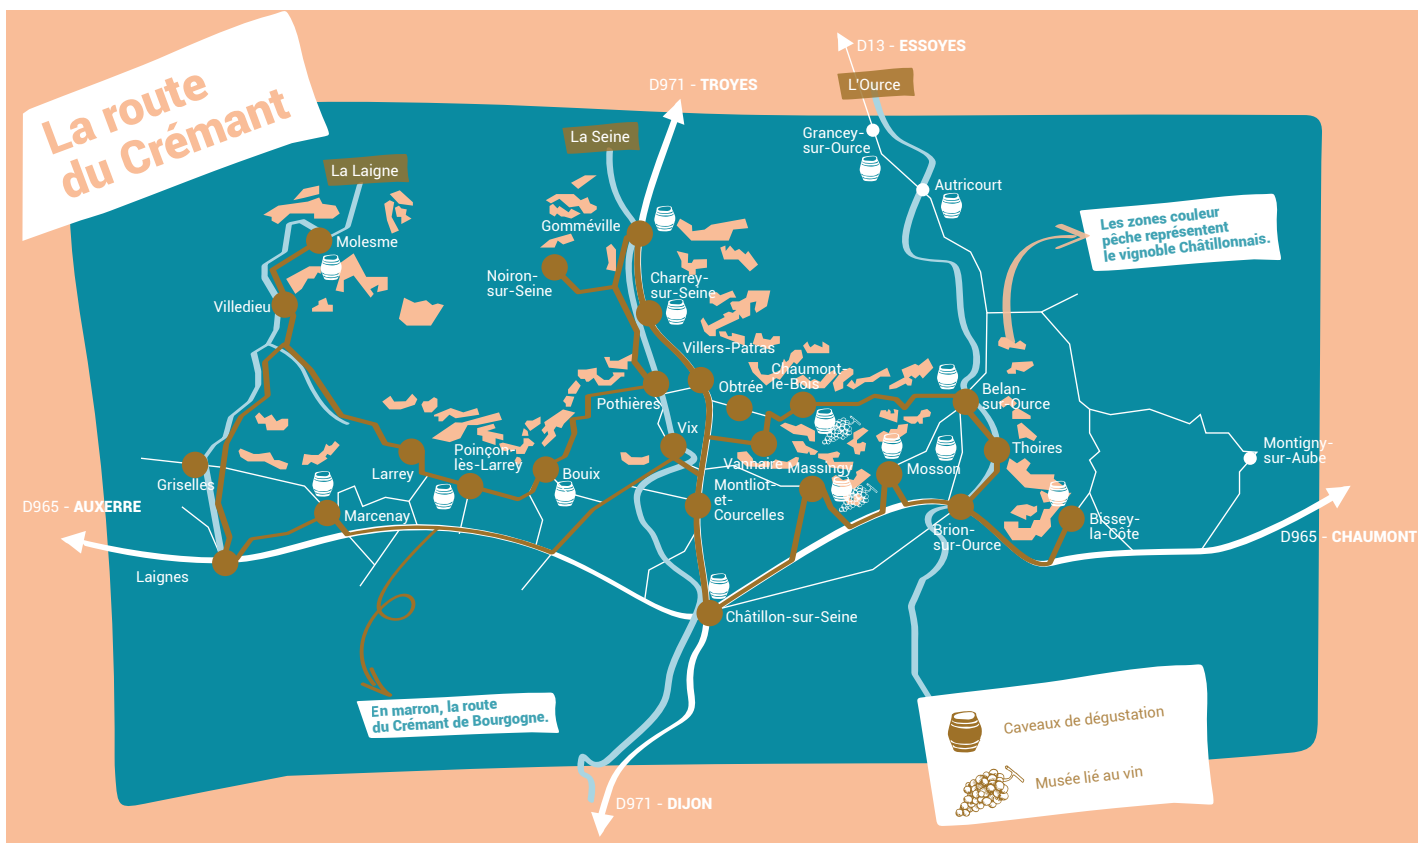 La route
du Crémant
D13 - ESSOYES
D971 - TROYES
L'Ource
La Seine
La Laigne
Grancey-
sur-Ource
Autricourt
Les zones couleur
pêche représentent
le vignoble Châtillonnais.
Molesme
Gomméville
Noiron-
sur-Seine
Charrey-
sur-Seine
Villedieu
Villers-Patras
Chaumont-
le-Bois
Obtrée
Pothières
Belan-
sur-Ource
Vix
Thoires
Montigny-
sur-Aube
Poinçon-
lès-Larrey
Larrey
Bouix
Vannaire
Massingy
Mosson
Griselles
Montliot-
et-
Courcelles
Marcenay
D965 - AUXERRE
Brion-
sur-Ource
Bissey-
la-Côte
D965 - CHAUMONT
Laignes
Châtillon-sur-Seine
En marron, la route
du Crémant de Bourgogne.
Caveaux de dégustation
Musée lié au vin
D971 - DIJON